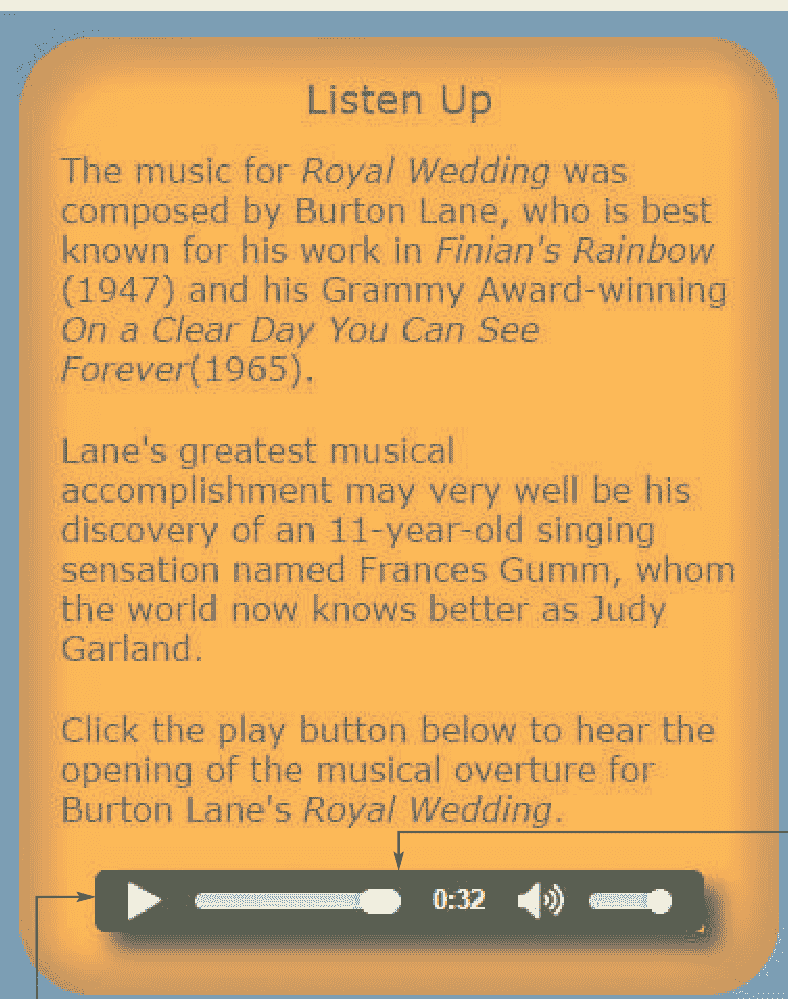 Listen Up
The music for Royal Wedding was
composed by Burton Lane, who is best
known for his work in Finian's Rainbow
(1947) and his Grammy Award-winning
On a Clear Day You Can See
Forever(1965).
Lane's greatest musical
accomplishment may very well be his
discovery of an 11-year-old singing
sensation named Frances Gumm, whom
the world now knows better as Judy
Garland.
Click the play button below to hear the
opening of the musical overture for
Burton Lane's Royal Wedding.
0:32